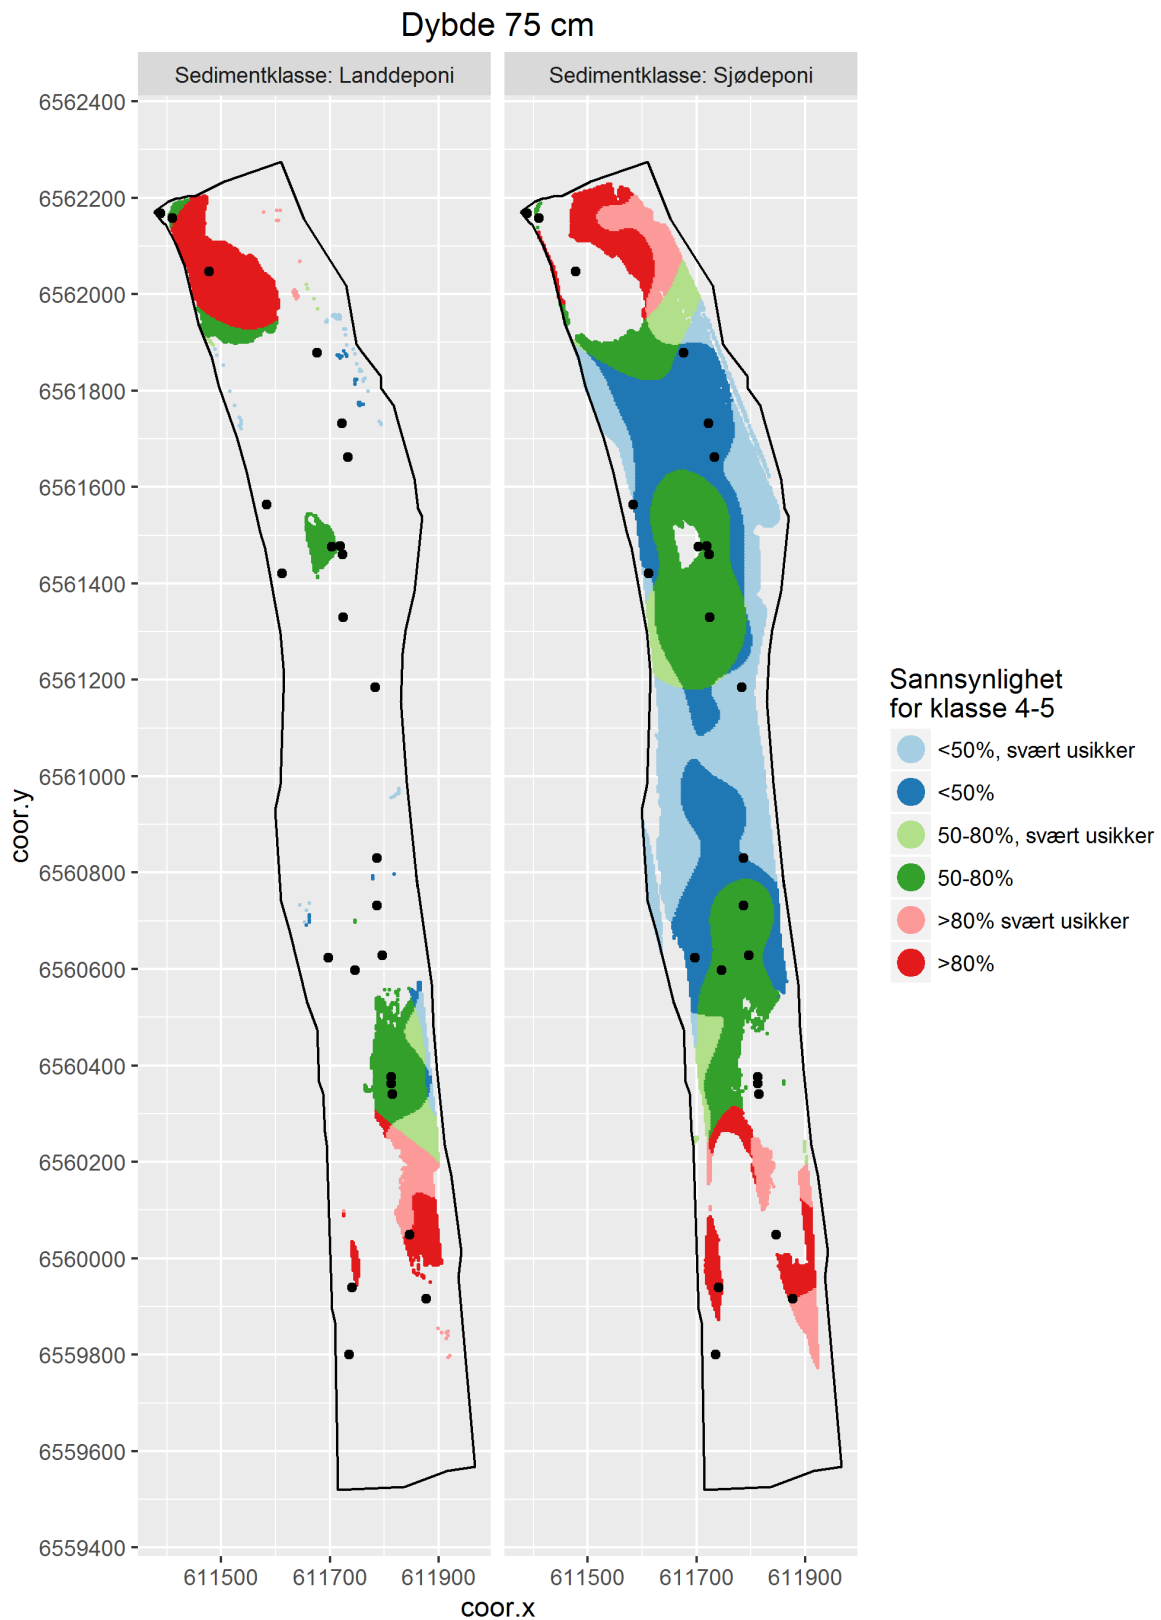 Dybde 75 cm
Sedimentklasse: Landdeponi
Sedimentklasse: Sjødeponi
6562400
6562200
6562000
6561800
6561600
6561400
6561200
6561000
6560800
6560600
6560400
6560200
6560000
6559800
6559600
6559400
coor.y
611500
611700
611900
611500
611700
611900
coor.x
Sannsynlighet
for klasse 4-5
<50%, svært usikker
<50%
50-80%, svært usikker
50-80%
>80% svært usikker
>80%